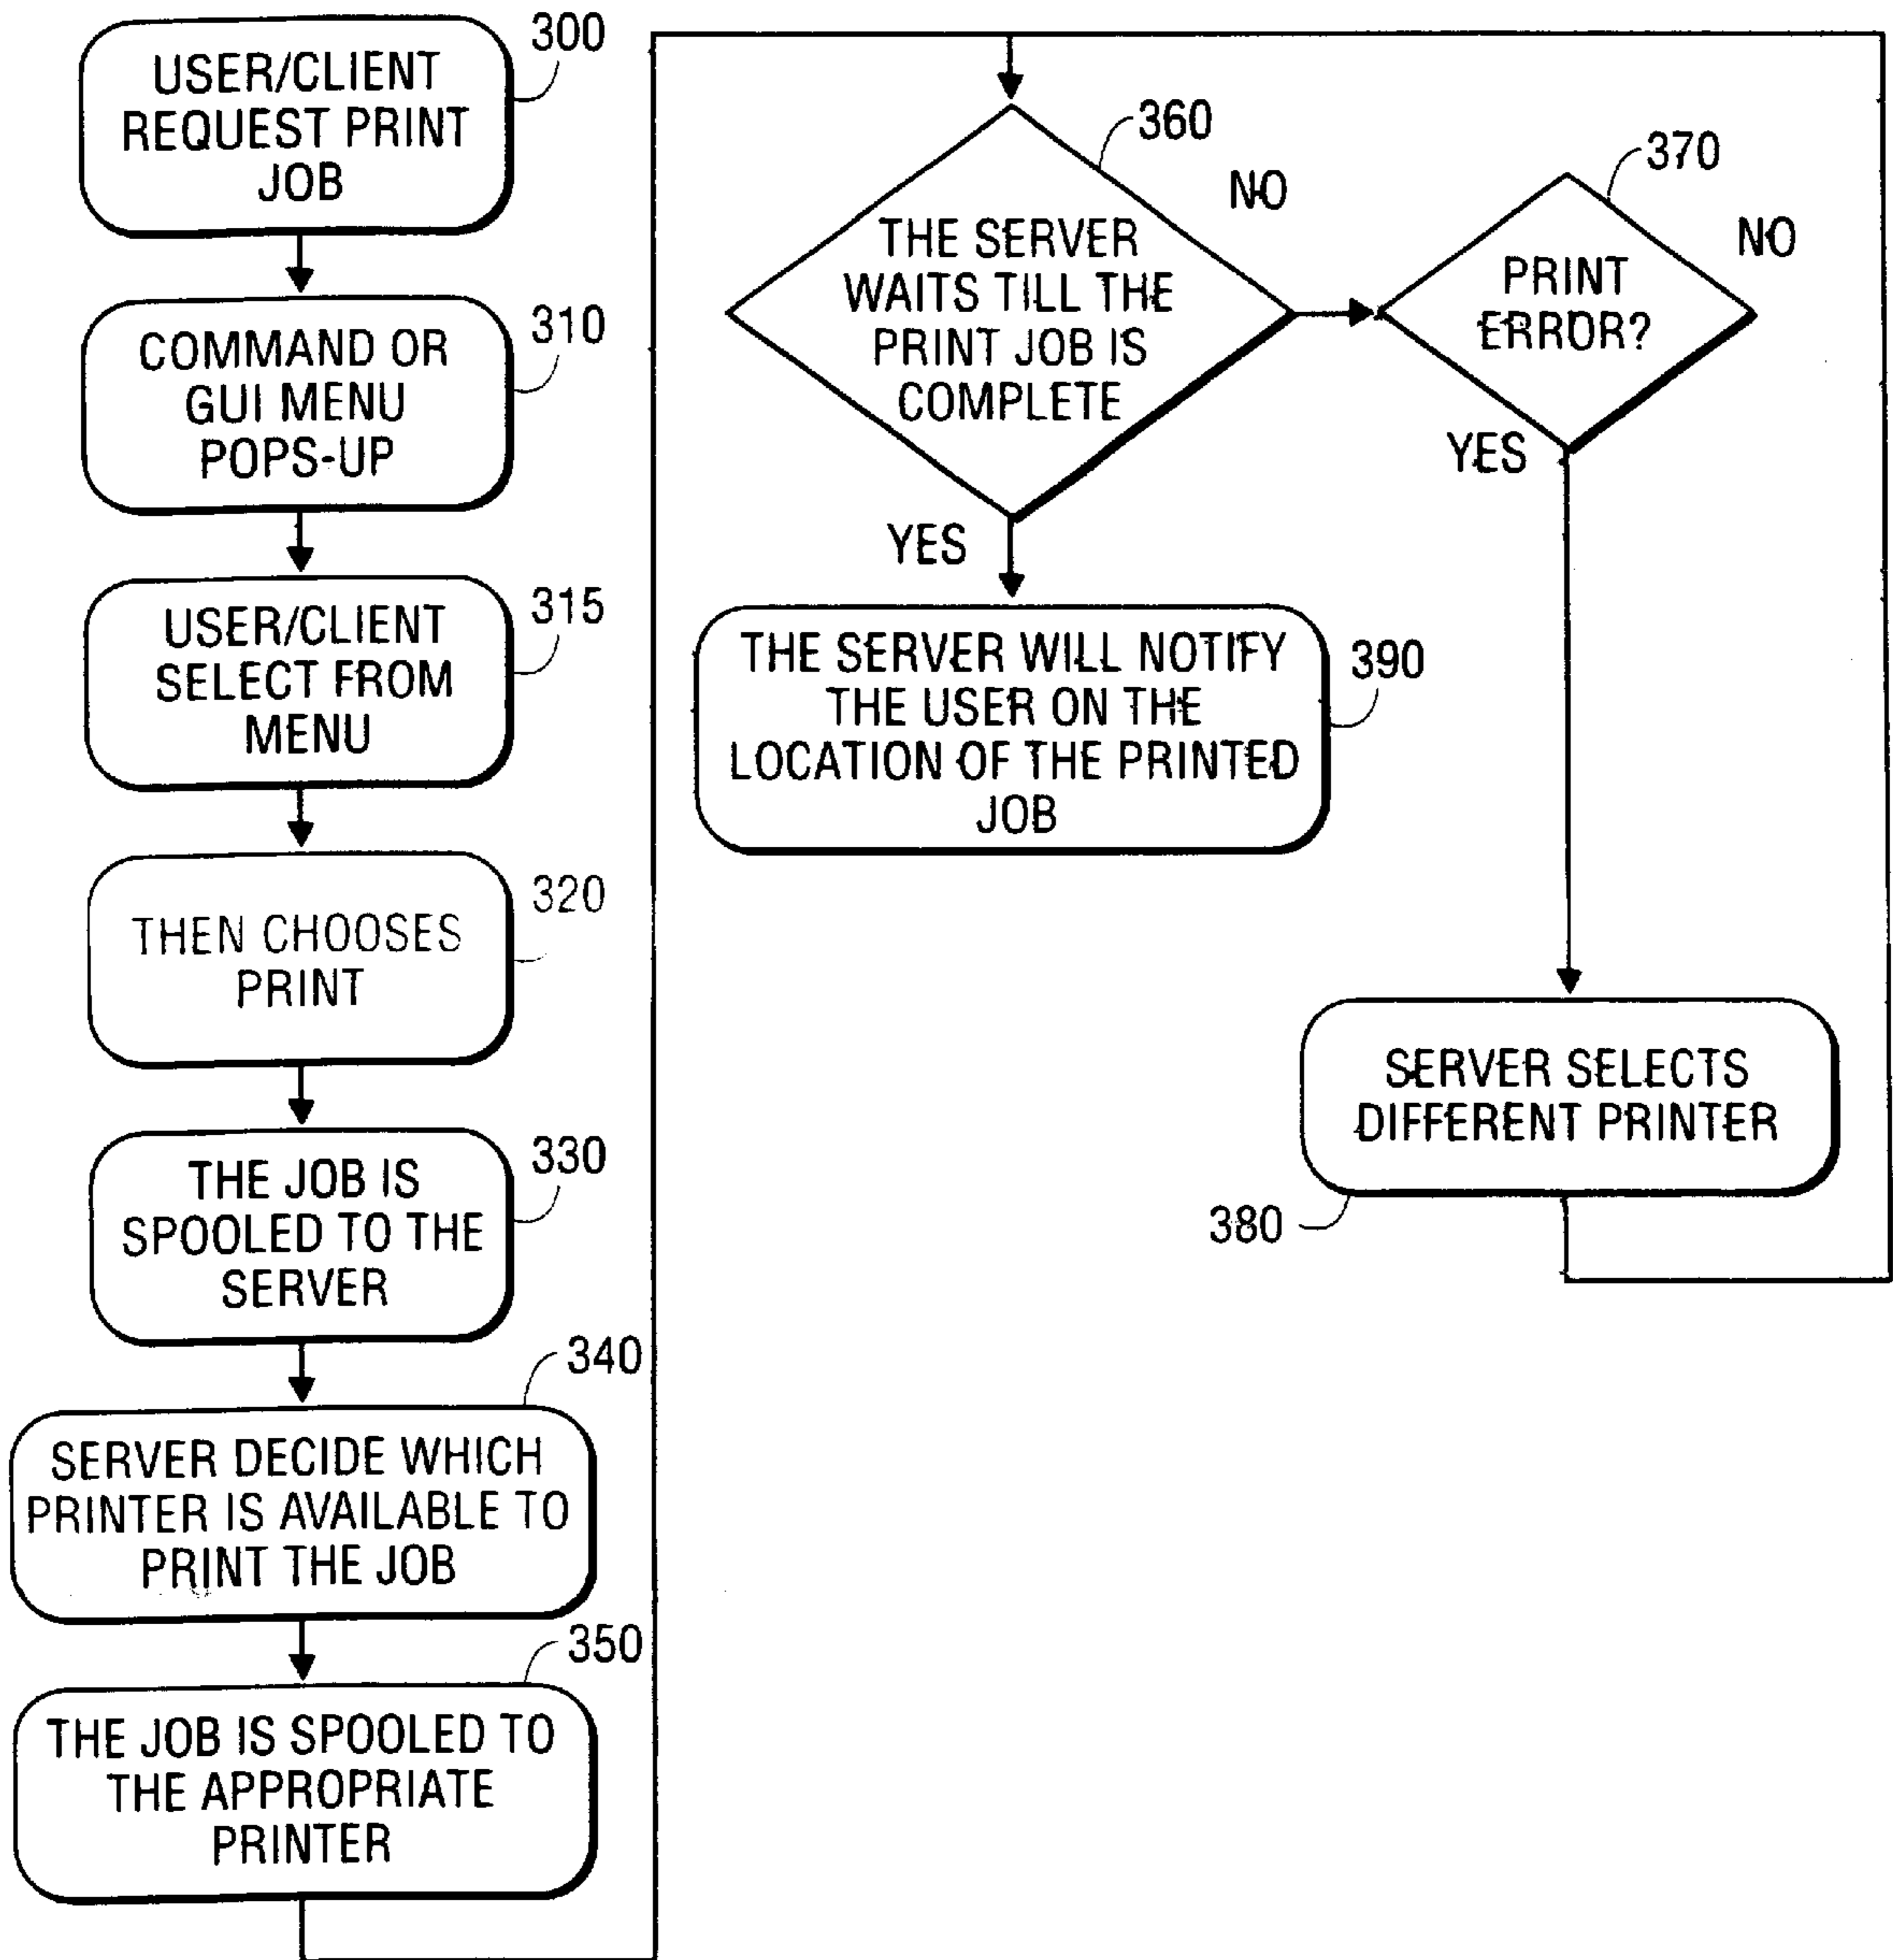 USER/CLIENT
REQUEST PRINT
JOB
300
COMMAND OR
GUI MENU
POPS-UP
310
USER/CLIENT
SELECT FROM
MENU
315
THEN CHOOSES
PRINT
320
THE JOB IS
SPOOLED TO THE
SERVER
330
SERVER DECIDE WHICH
PRINTER IS AVAILABLE TO
PRINT THE JOB
340
THE JOB IS SPOOLED TO
THE APPROPRIATE
PRINTER
350
THE SERVER
WAITS TILL THE
PRINT JOB IS
COMPLETE
360
NO
YES
PRINT
ERROR?
370
NO
YES
THE SERVER WILL NOTIFY
THE USER ON THE
LOCATION OF THE PRINTED
JOB
390
SERVER SELECTS
DIFFERENT PRINTER
380